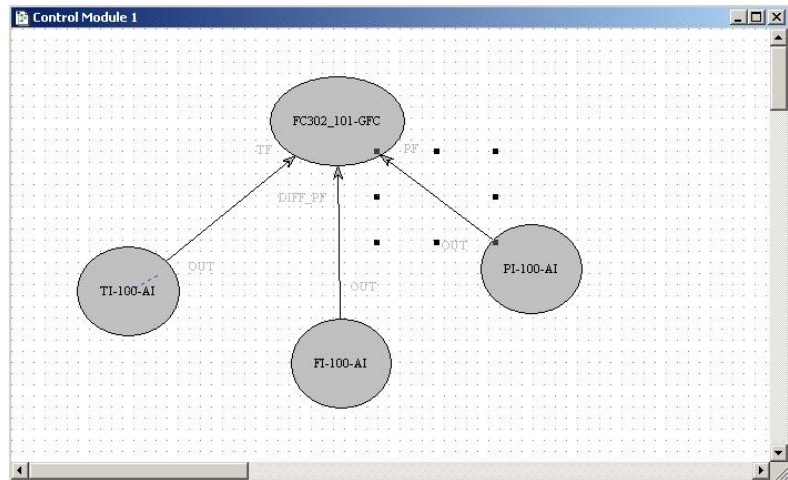 Control Module 1
FC302_101-GFC
TF
PF
DIFF_PF
OUT
OUT
TI-100-AI
PI-100-AI
OUT
FI-100-AI